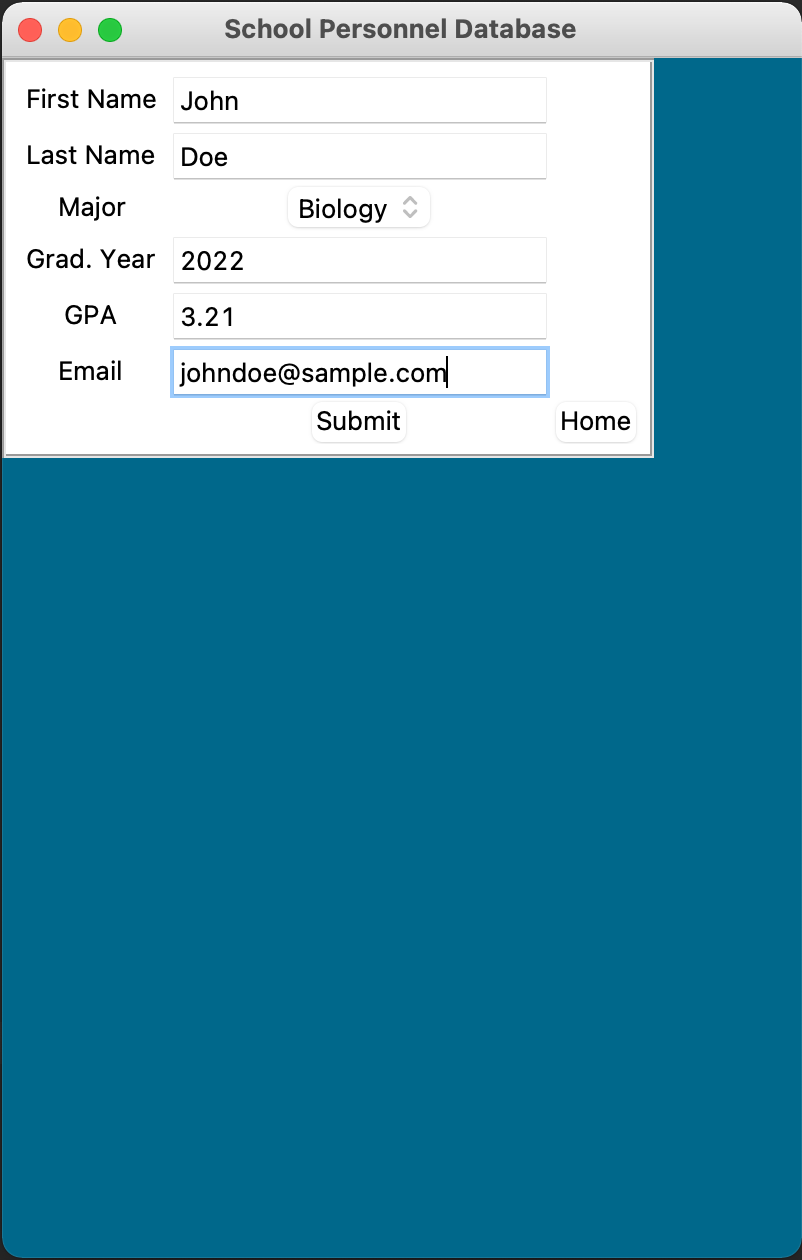 School Personnel Database
First Name John
Last Name Doe
Major Biology
Grad. Year 2022
GPA 3.21
Email johndoe@sample.com
Submit Home